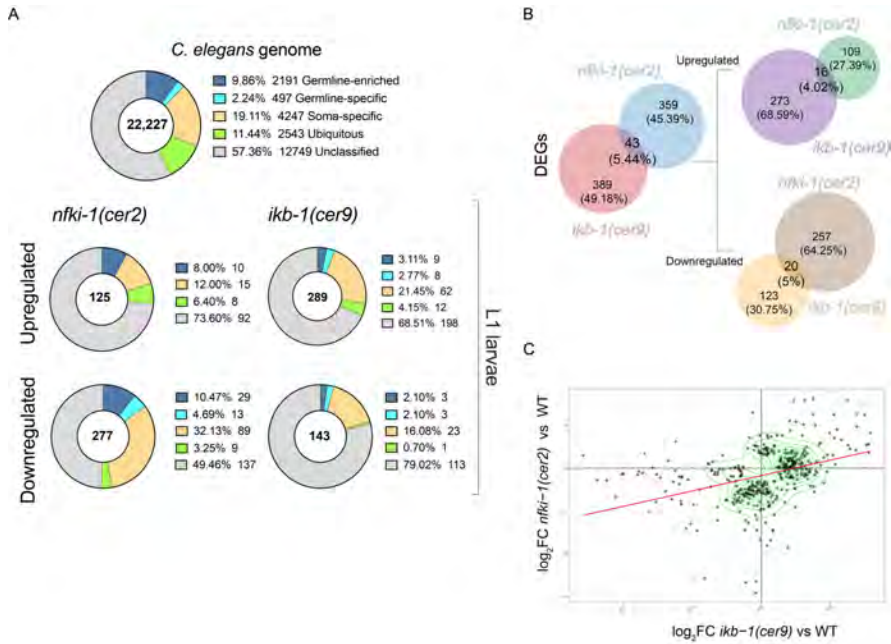 A
C. elegans genome
22,227
9.86% 2191 Germline-enriched
2.24% 497 Germline-specific
19.11% 4247 Soma-specific
11.44% 2543 Ubiquitous
57.36% 12749 Unclassified
nfki-1(cer2)
ikb-1(cer9)
Upregulated
125
8.00% 10
12.00% 15
6.40% 8
73.60% 92
289
3.11% 9
2.77% 8
21.45% 62
4.15% 12
68.51% 198
Downregulated
277
10.47% 29
4.69% 13
32.13% 89
3.25% 9
49.46% 137
143
2.10% 3
2.10% 3
16.08% 23
0.70% 1
79.02% 113
L1 larvae
B
DEGs
nfki-1(cer2)
359
(45.39%)
43
(5.44%)
389
(49.18%)
ikb-1(cer9)
Upregulated
nfki-1(cer2)
109
(27.39%)
16
(4.02%)
273
(68.59%)
ikb-1(cer9)
Downregulated
nfki-1(cer2)
257
(64.25%)
20
(5%)
123
(30.75%)
ikb-1(cer9)
C
log₂FC nfki−1(cer2) vs WT
log₂FC ikb−1(cer9) vs WT